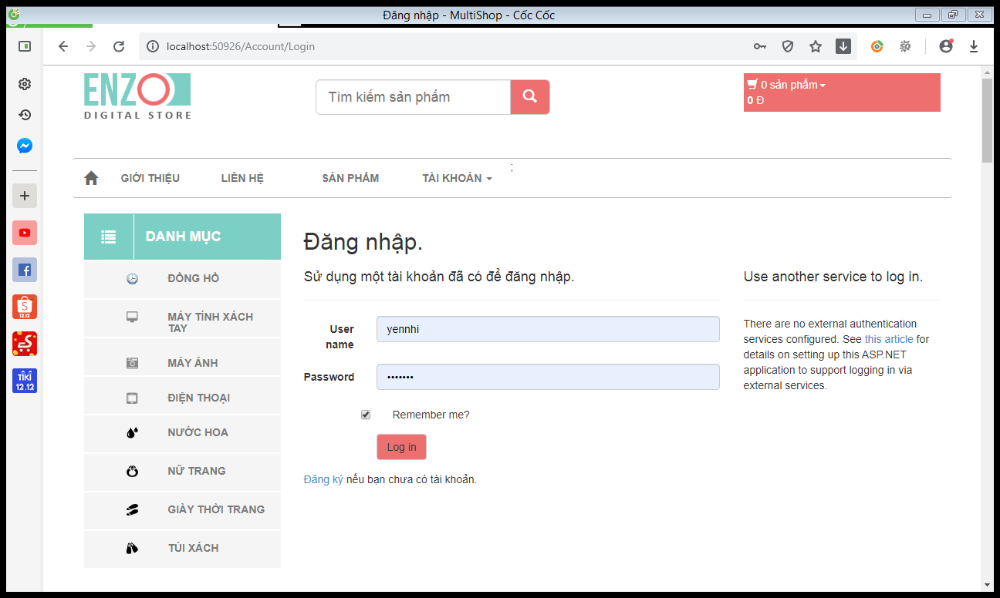 Đăng nhập - MultiShop - Cốc Cốc
localhost:50926/Account/Login
ENZO
DIGITAL STORE
Tìm kiếm sản phẩm
0 sản phẩm
0 Đ
GIỚI THIỆU
LIÊN HỆ
SẢN PHẨM
TÀI KHOẢN
;
DANH MỤC
ĐỒNG HỒ
MÁY TÍNH XÁCH
TAY
MÁY ẢNH
ĐIỆN THOẠI
NƯỚC HOA
NỮ TRANG
GIÀY THỜI TRANG
TÚI XÁCH
Đăng nhập.
Sử dụng một tài khoản đã có để đăng nhập.
User
name
yennhi
Password
•••••••
Remember me?
Log in
Đăng ký nếu bạn chưa có tài khoản.
Use another service to log in.
There are no external authentication
services configured. See this article for
details on setting up this ASP.NET
application to support logging in via
external services.
S
12.12
S
TIKI
12.12